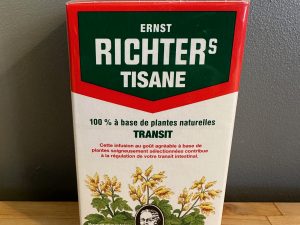 ERNST
RICHTERS
TISANE
100 % à base de plantes naturelles
TRANSIT
Cette infusion au goût agréable à base de
plantes soigneusement sélectionnées contribue
à la régulation de votre transit intestinal.